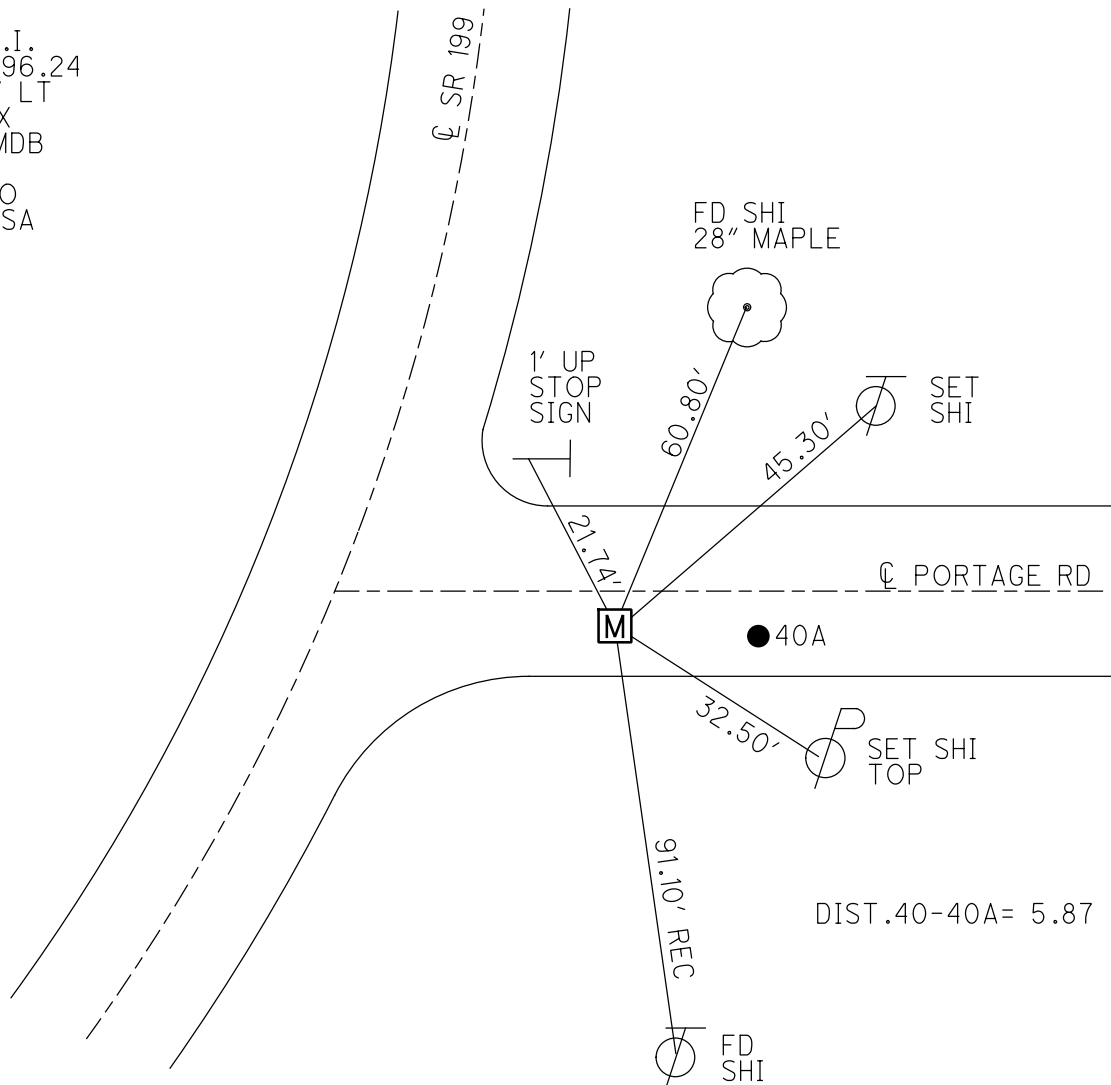 .I.
96.24
LT
X
MDB
O
SA
℄ SR 199
FD SHI
28" MAPLE
1' UP
STOP
SIGN
SET
SHI
60.80'
45.30'
21.74'
℄ PORTAGE RD
M
40A
32.50'
SET SHI
TOP
91.10' REC
DIST.40-40A= 5.87
FD
SHI